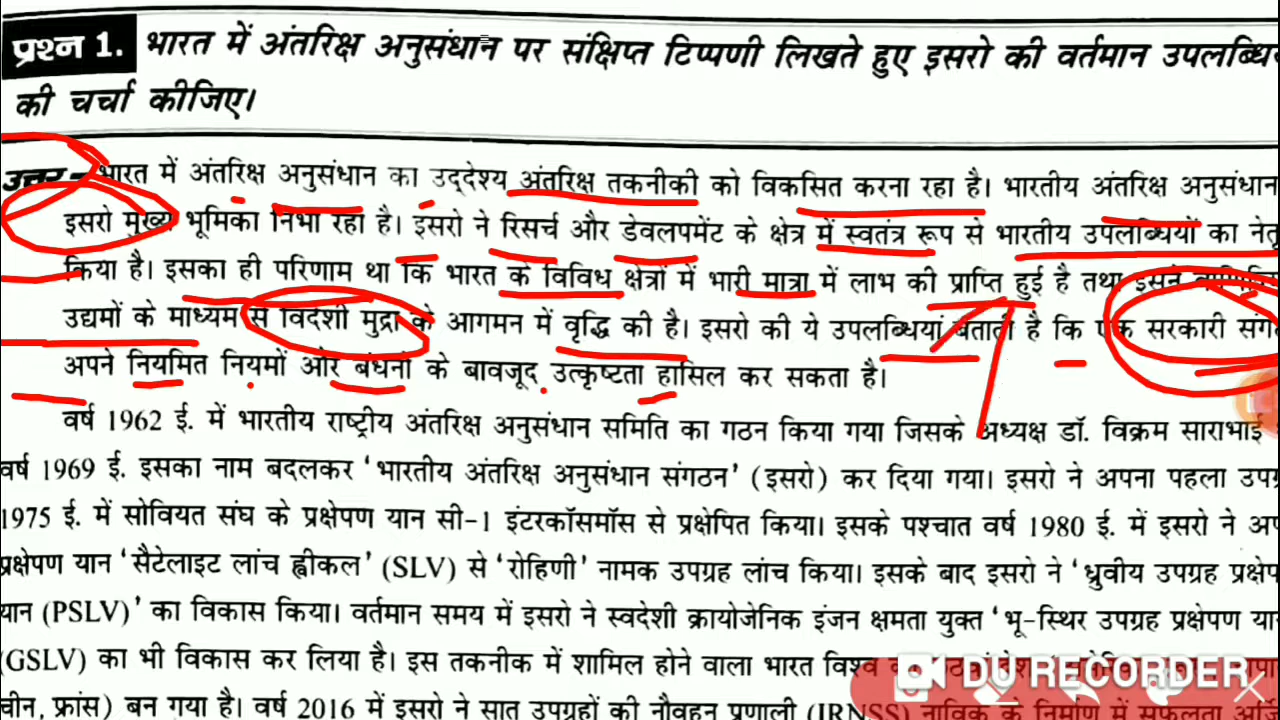 प्रश्न 1. भारत में अंतरिक्ष अनुसंधान पर संक्षिप्त टिप्पणी लिखते हुए इसरो की वर्तमान
की चर्चा कीजिए।
उत्तर– भारत में अंतरिक्ष अनुसंधान का उद्देश्य अंतरिक्ष तकनीकी को विकसित करना रहा है। भारतीय अंतरिक्ष अनुसंधान
इसरो मुख्य भूमिका निभा रहा है। इसरो ने रिसर्च और डेवलपमेंट के क्षेत्र में स्वतंत्र रूप से भारतीय उपलब्धियों का
किया है। इसका ही परिणाम था कि भारत के विविध क्षेत्रों में भारी मात्रा में लाभ की प्राप्ति हुई है तथा इसने
उद्यमों के माध्यम से विदेशी मुद्रा के आगमन में वृद्धि की है। इसरो की ये उपलब्धियां बताती है कि एक सरकारी
अपने नियमित नियमों और बंधनों के बावजूद उत्कृष्टता हासिल कर सकता है।
वर्ष 1962 ई. में भारतीय राष्ट्रीय अंतरिक्ष अनुसंधान समिति का गठन किया गया जिसके अध्यक्ष डॉ. विक्रम साराभाई
वर्ष 1969 ई. इसका नाम बदलकर ‘भारतीय अंतरिक्ष अनुसंधान संगठन’ (इसरो) कर दिया गया। इसरो ने अपना पहला
1975 ई. में सोवियत संघ के प्रक्षेपण यान सी-1 इंटरकॉसमॉस से प्रक्षेपित किया। इसके पश्चात वर्ष 1980 ई. में इसरो ने
प्रक्षेपण यान ‘सैटेलाइट लांच ह्वीकल’ (SLV) से ‘रोहिणी’ नामक उपग्रह लांच किया। इसके बाद इसरो ने ‘ध्रुवीय उपग्रह
यान (PSLV)’ का विकास किया। वर्तमान समय में इसरो ने स्वदेशी क्रायोजेनिक इंजन क्षमता युक्त ‘भू-स्थिर उपग्रह प्रक्षेपण
(GSLV) का भी विकास कर लिया है। इस तकनीक में शामिल होने वाला भारत विश्व
DU RECORDER
चीन, फ्रांस) बन गया है। वर्ष 2016 में इसरो ने सात उपग्रहों की नौवहन प्रणाली (IRNSS) नाविक के निर्माण में सफलता